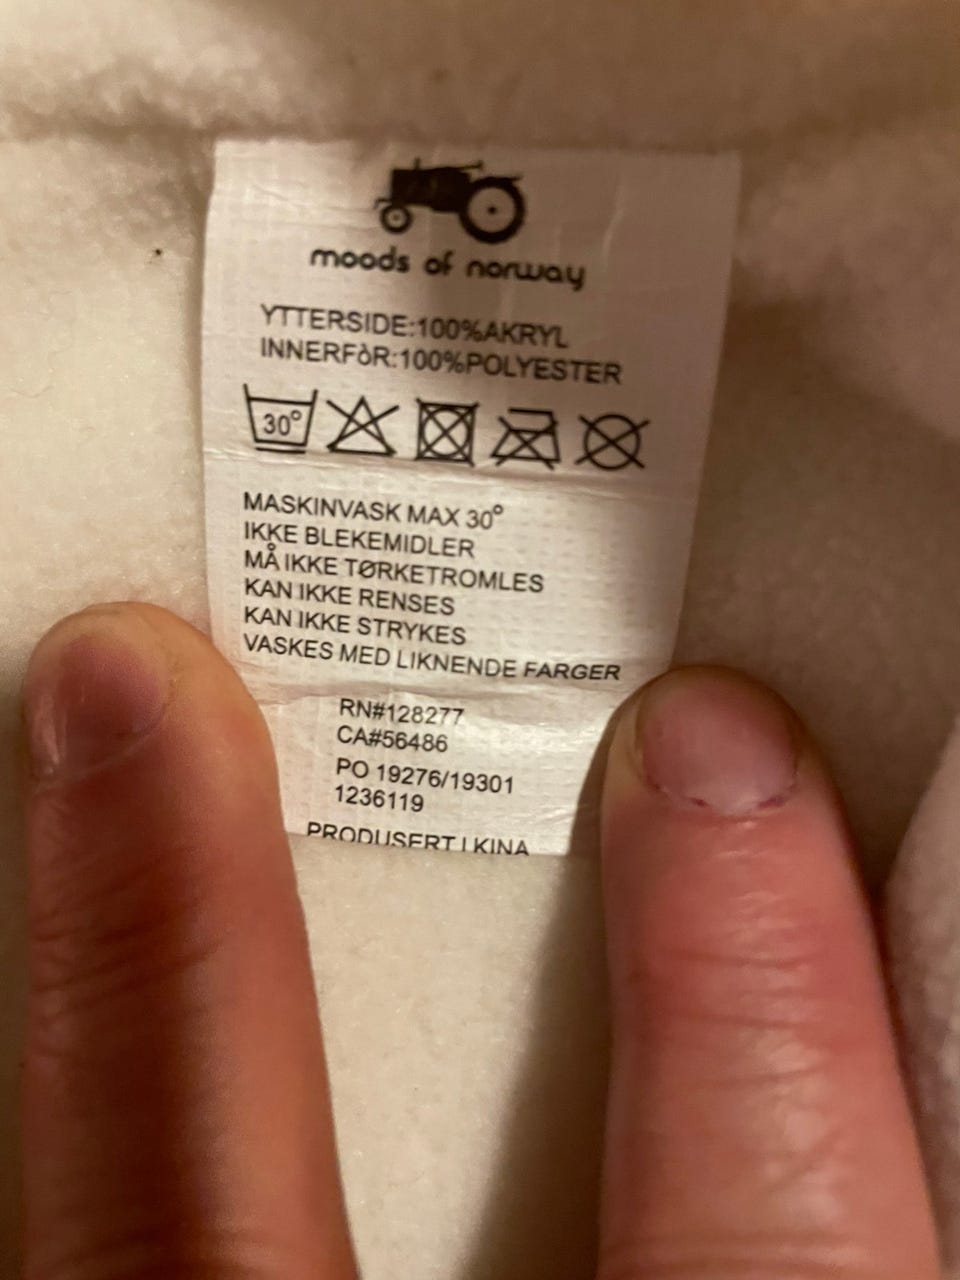 moods of norway
YTTERSIDE:100%AKRYL
INNERFòR:100%POLYESTER
30°
MASKINVASK MAX 30°
IKKE BLEKEMIDLER
MÅ IKKE TØRKETROMLES
KAN IKKE RENSES
KAN IKKE STRYKES
VASKES MED LIKNENDE FARGER
RN#128277
CA#56486
PO 19276/19301
1236119
PRODUSERT I KINA